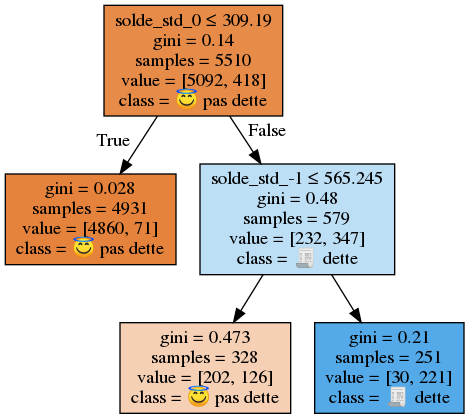 solde_std_0 ≤ 309.19
gini = 0.14
samples = 5510
value = [5092, 418]
class = 😇 pas dette
True
False
gini = 0.028
samples = 4931
value = [4860, 71]
class = 😇 pas dette
solde_std_-1 ≤ 565.245
gini = 0.48
samples = 579
value = [232, 347]
class = 🧾 dette
gini = 0.473
samples = 328
value = [202, 126]
class = 😇 pas dette
gini = 0.21
samples = 251
value = [30, 221]
class = 🧾 dette